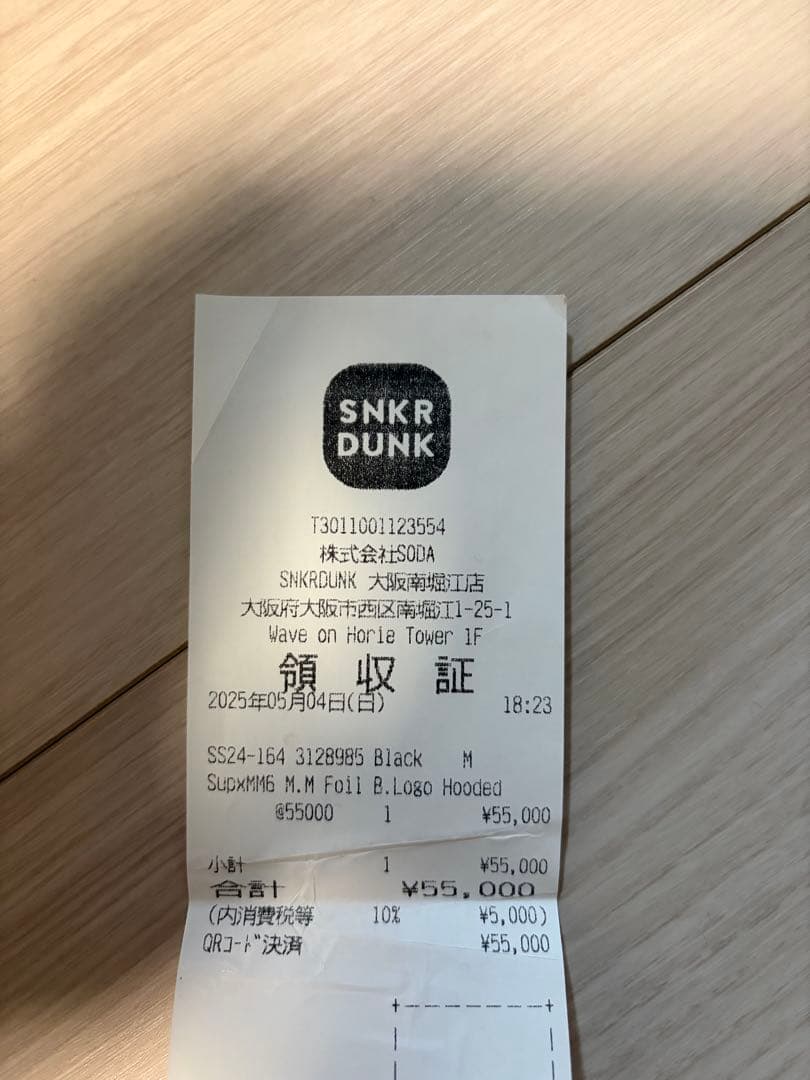 SNKR
DUNK
T3011001123554
株式会社SODA
SNKRDUNK 大阪南堀江店
大阪府大阪市西区南堀江1-25-1
Wave on Horie Tower 1F
領 収 証
2025年05月04日(日) 18:23
SS24-164 3128985 Black M
SupxMM6 M.M Foil B.Logo Hooded
@55000 1 ¥55,000
小計 1 ¥55,000
合計 ¥55,000
(内消費税等 10% ¥5,000)
QRコード決済 ¥55,000